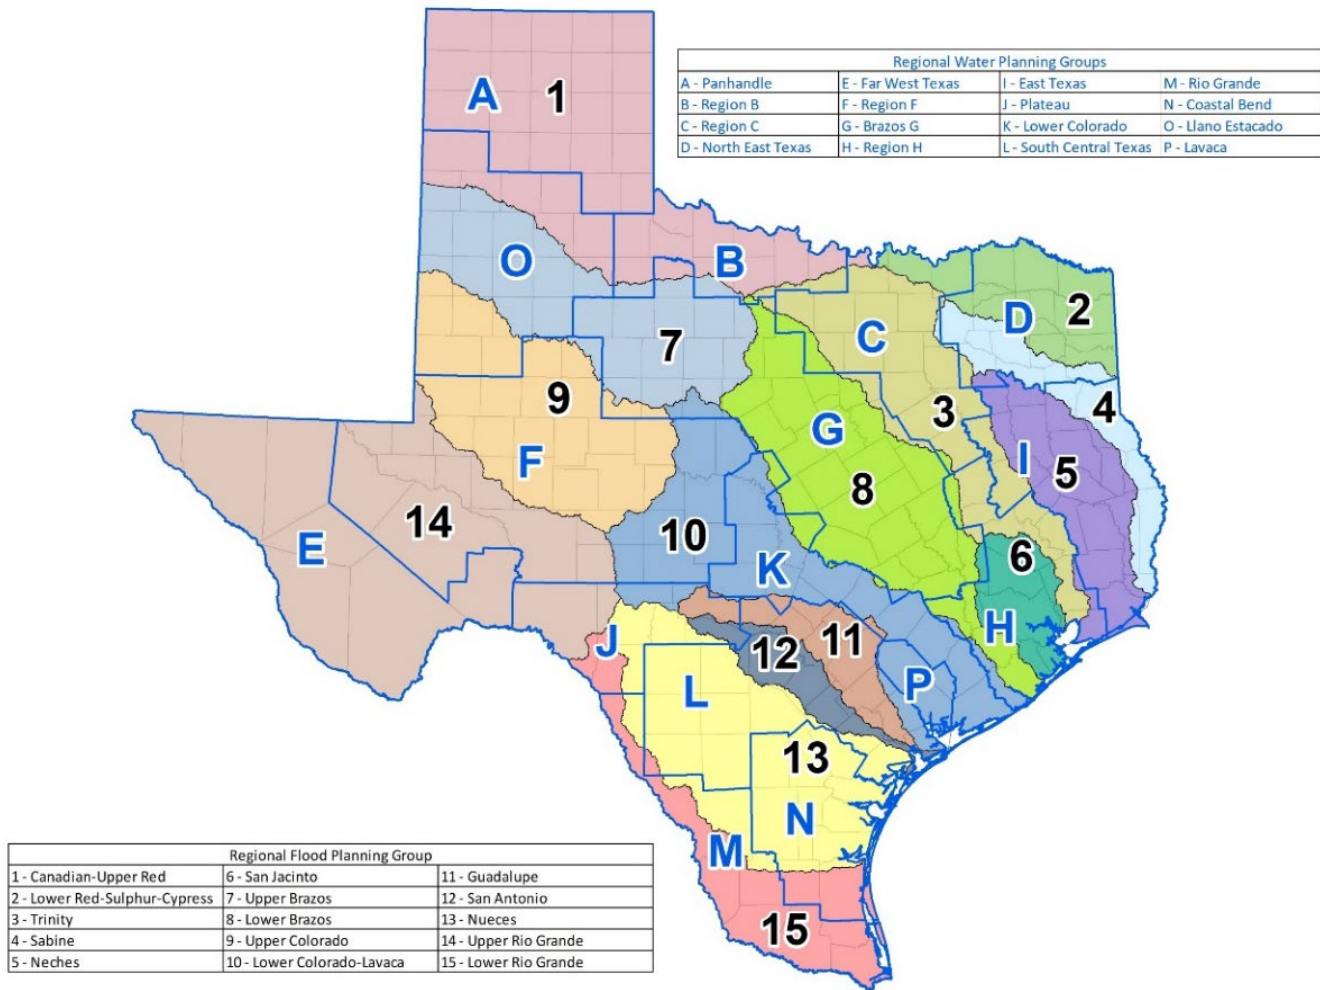 Regional Water Planning Groups
A - Panhandle E - Far West Texas I - East Texas M - Rio Grande
B - Region B F - Region F J - Plateau N - Coastal Bend
C - Region C G - Brazos G K - Lower Colorado O - Llano Estacado
D - North East Texas H - Region H L - South Central Texas P - Lavaca
A 1
O B
D 2
C
7
9 3 4
G
F I 5
8
14 10
E 6
K
H
J 12 11
L P
13
N
M
15
Regional Flood Planning Group
1 - Canadian-Upper Red 6 - San Jacinto 11 - Guadalupe
2 - Lower Red-Sulphur-Cypress 7 - Upper Brazos 12 - San Antonio
3 - Trinity 8 - Lower Brazos 13 - Nueces
4 - Sabine 9 - Upper Colorado 14 - Upper Rio Grande
5 - Neches 10 - Lower Colorado-Lavaca 15 - Lower Rio Grande